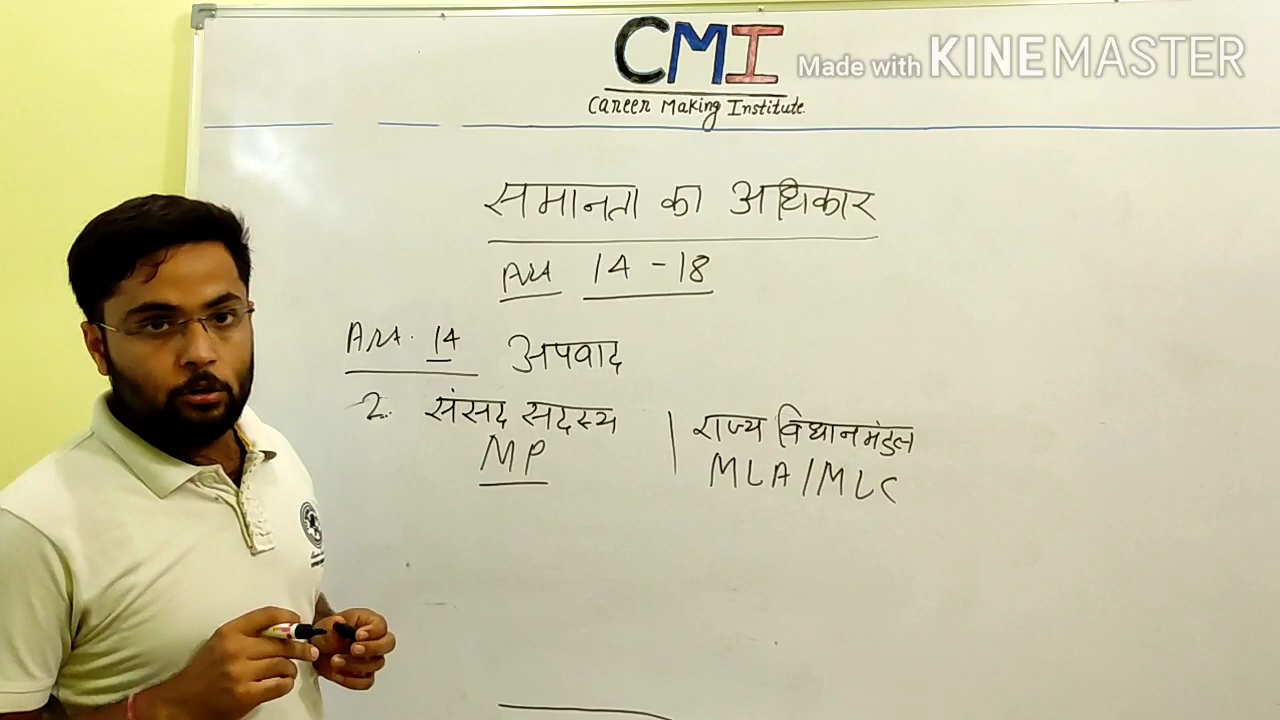 CMI
Made with KINEMASTER
Career Making Institute
समानता का अधिकार
Art 14 - 18
Art. 14 अपवाद
2. संसद सदस्य | राज्य विधानमंडल
MP MLA/MLC